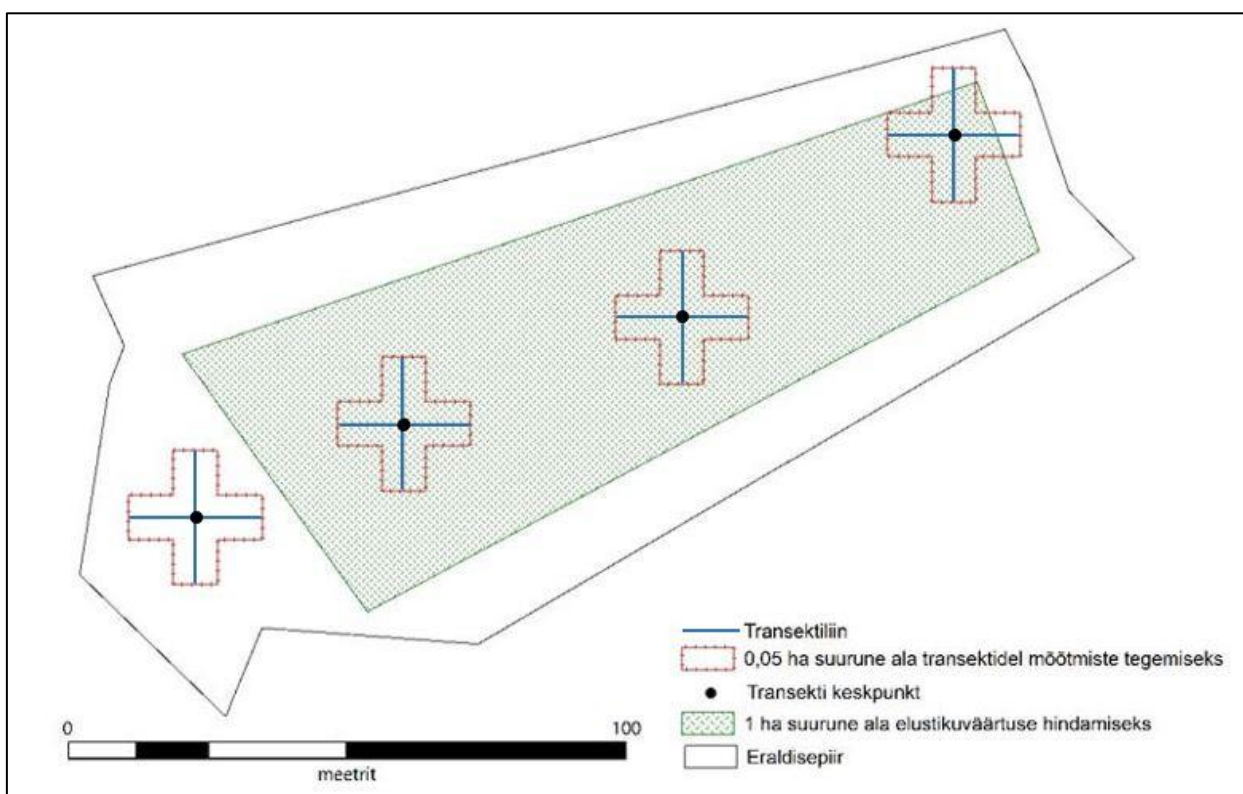 Transektiliin
0,05 ha suurune ala transektidel mõõtmiste tegemiseks
Transekti keskpunkt
1 ha suurune ala elustikuväärtuse hindamiseks
Eraldisepiir
0 100
meetrit